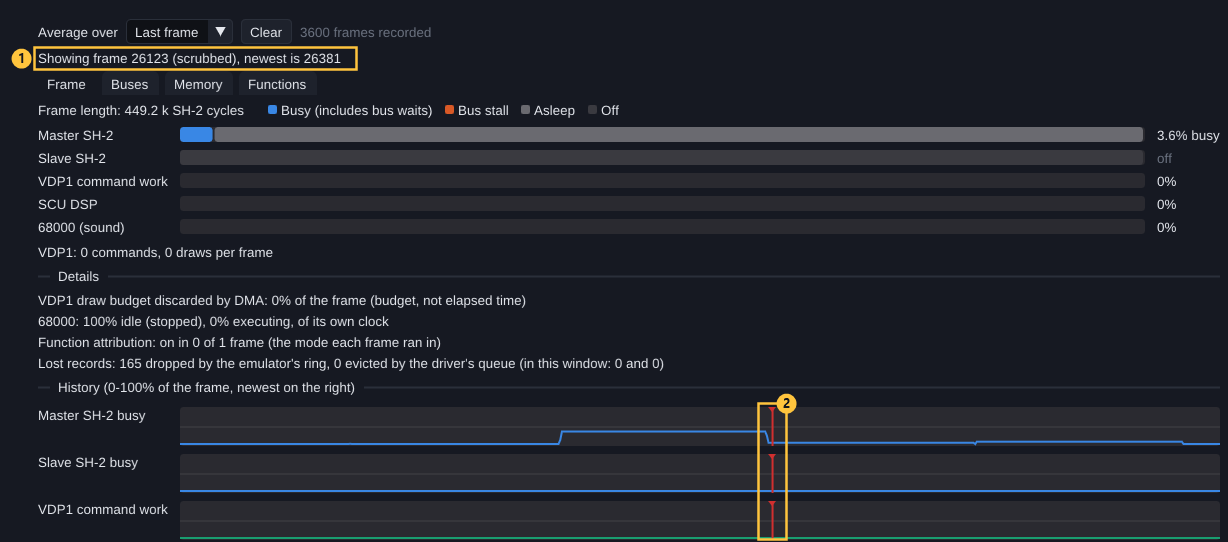 Average over Last frame Clear 3600 frames recorded
1 Showing frame 26123 (scrubbed), newest is 26381
Frame Buses Memory Functions
Frame length: 449.2 k SH-2 cycles Busy (includes bus waits) Bus stall Asleep Off
Master SH-2 3.6% busy
Slave SH-2 off
VDP1 command work 0%
SCU DSP 0%
68000 (sound) 0%
VDP1: 0 commands, 0 draws per frame
Details
VDP1 draw budget discarded by DMA: 0% of the frame (budget, not elapsed time)
68000: 100% idle (stopped), 0% executing, of its own clock
Function attribution: on in 0 of 1 frame (the mode each frame ran in)
Lost records: 165 dropped by the emulator's ring, 0 evicted by the driver's queue (in this window: 0 and 0)
History (0-100% of the frame, newest on the right)
2
Master SH-2 busy
Slave SH-2 busy
VDP1 command work